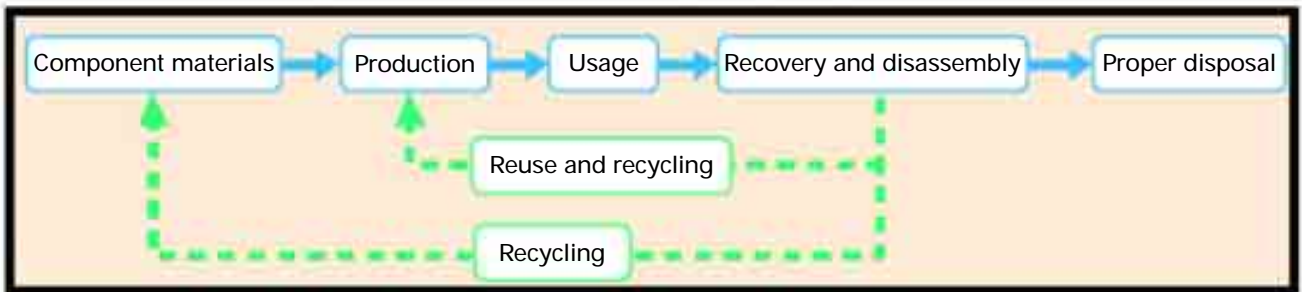 Component materials
Production
Usage
Recovery and disassembly
Proper disposal
Reuse and recycling
Recycling